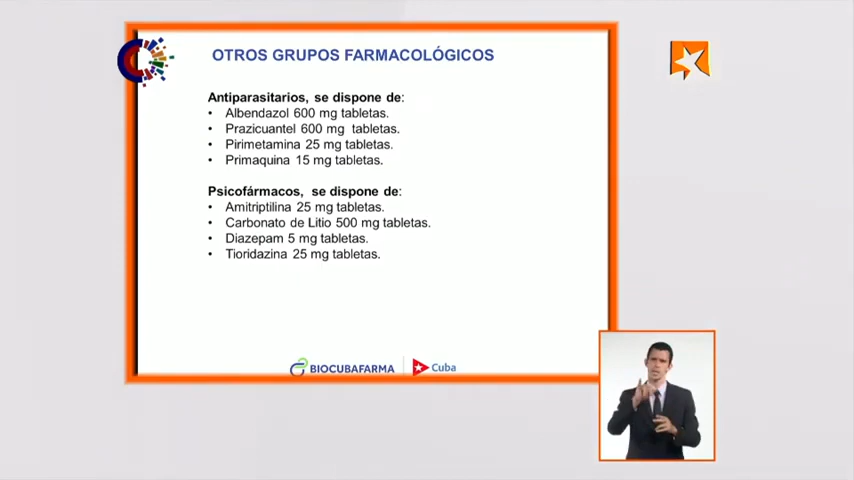 OTROS GRUPOS FARMACOLÓGICOS
Antiparasitarios, se dispone de:
• Albendazol 600 mg tabletas.
• Prazicuantel 600 mg tabletas.
• Pirimetamina 25 mg tabletas.
• Primaquina 15 mg tabletas.
Psicofármacos, se dispone de:
• Amitriptilina 25 mg tabletas.
• Carbonato de Litio 500 mg tabletas.
• Diazepam 5 mg tabletas.
• Tioridazina 25 mg tabletas.
BIOCUBAFARMA
Cuba